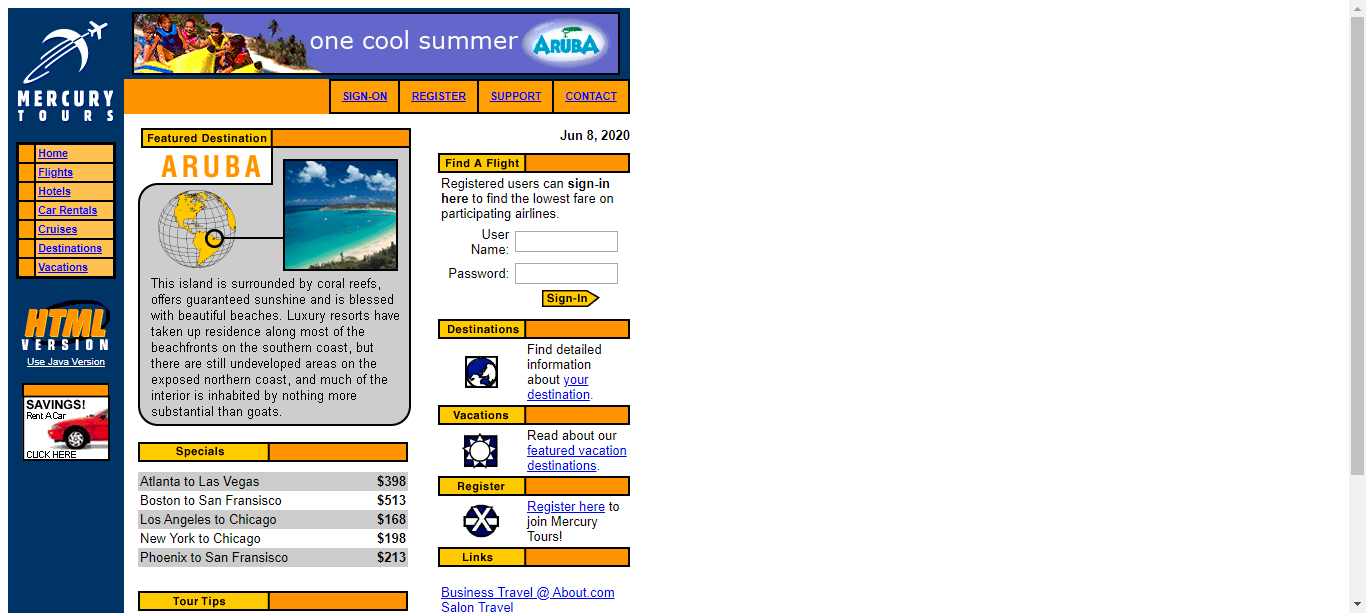 one cool summer ARUBA
MERCURY
TOURS
SIGN-ON REGISTER SUPPORT CONTACT
Home
Flights
Hotels
Car Rentals
Cruises
Destinations
Vacations
HTML
VERSION
Use Java Version
SAVINGS!
Rent A Car
CLICK HERE
Featured Destination
ARUBA
This island is surrounded by coral reefs,
offers guaranteed sunshine and is blessed
with beautiful beaches. Luxury resorts have
taken up residence along most of the
beachfronts on the southern coast, but
there are still undeveloped areas on the
exposed northern coast, and much of the
interior is inhabited by nothing more
substantial than goats.
Specials
Atlanta to Las Vegas $398
Boston to San Fransisco $513
Los Angeles to Chicago $168
New York to Chicago $198
Phoenix to San Fransisco $213
Tour Tips
Jun 8, 2020
Find A Flight
Registered users can sign-in
here to find the lowest fare on
participating airlines.
User
Name:
Password:
Sign-In
Destinations
Find detailed
information
about your
destination.
Vacations
Read about our
featured vacation
destinations.
Register
Register here to
join Mercury
Tours!
Links
Business Travel @ About.com
Salon Travel